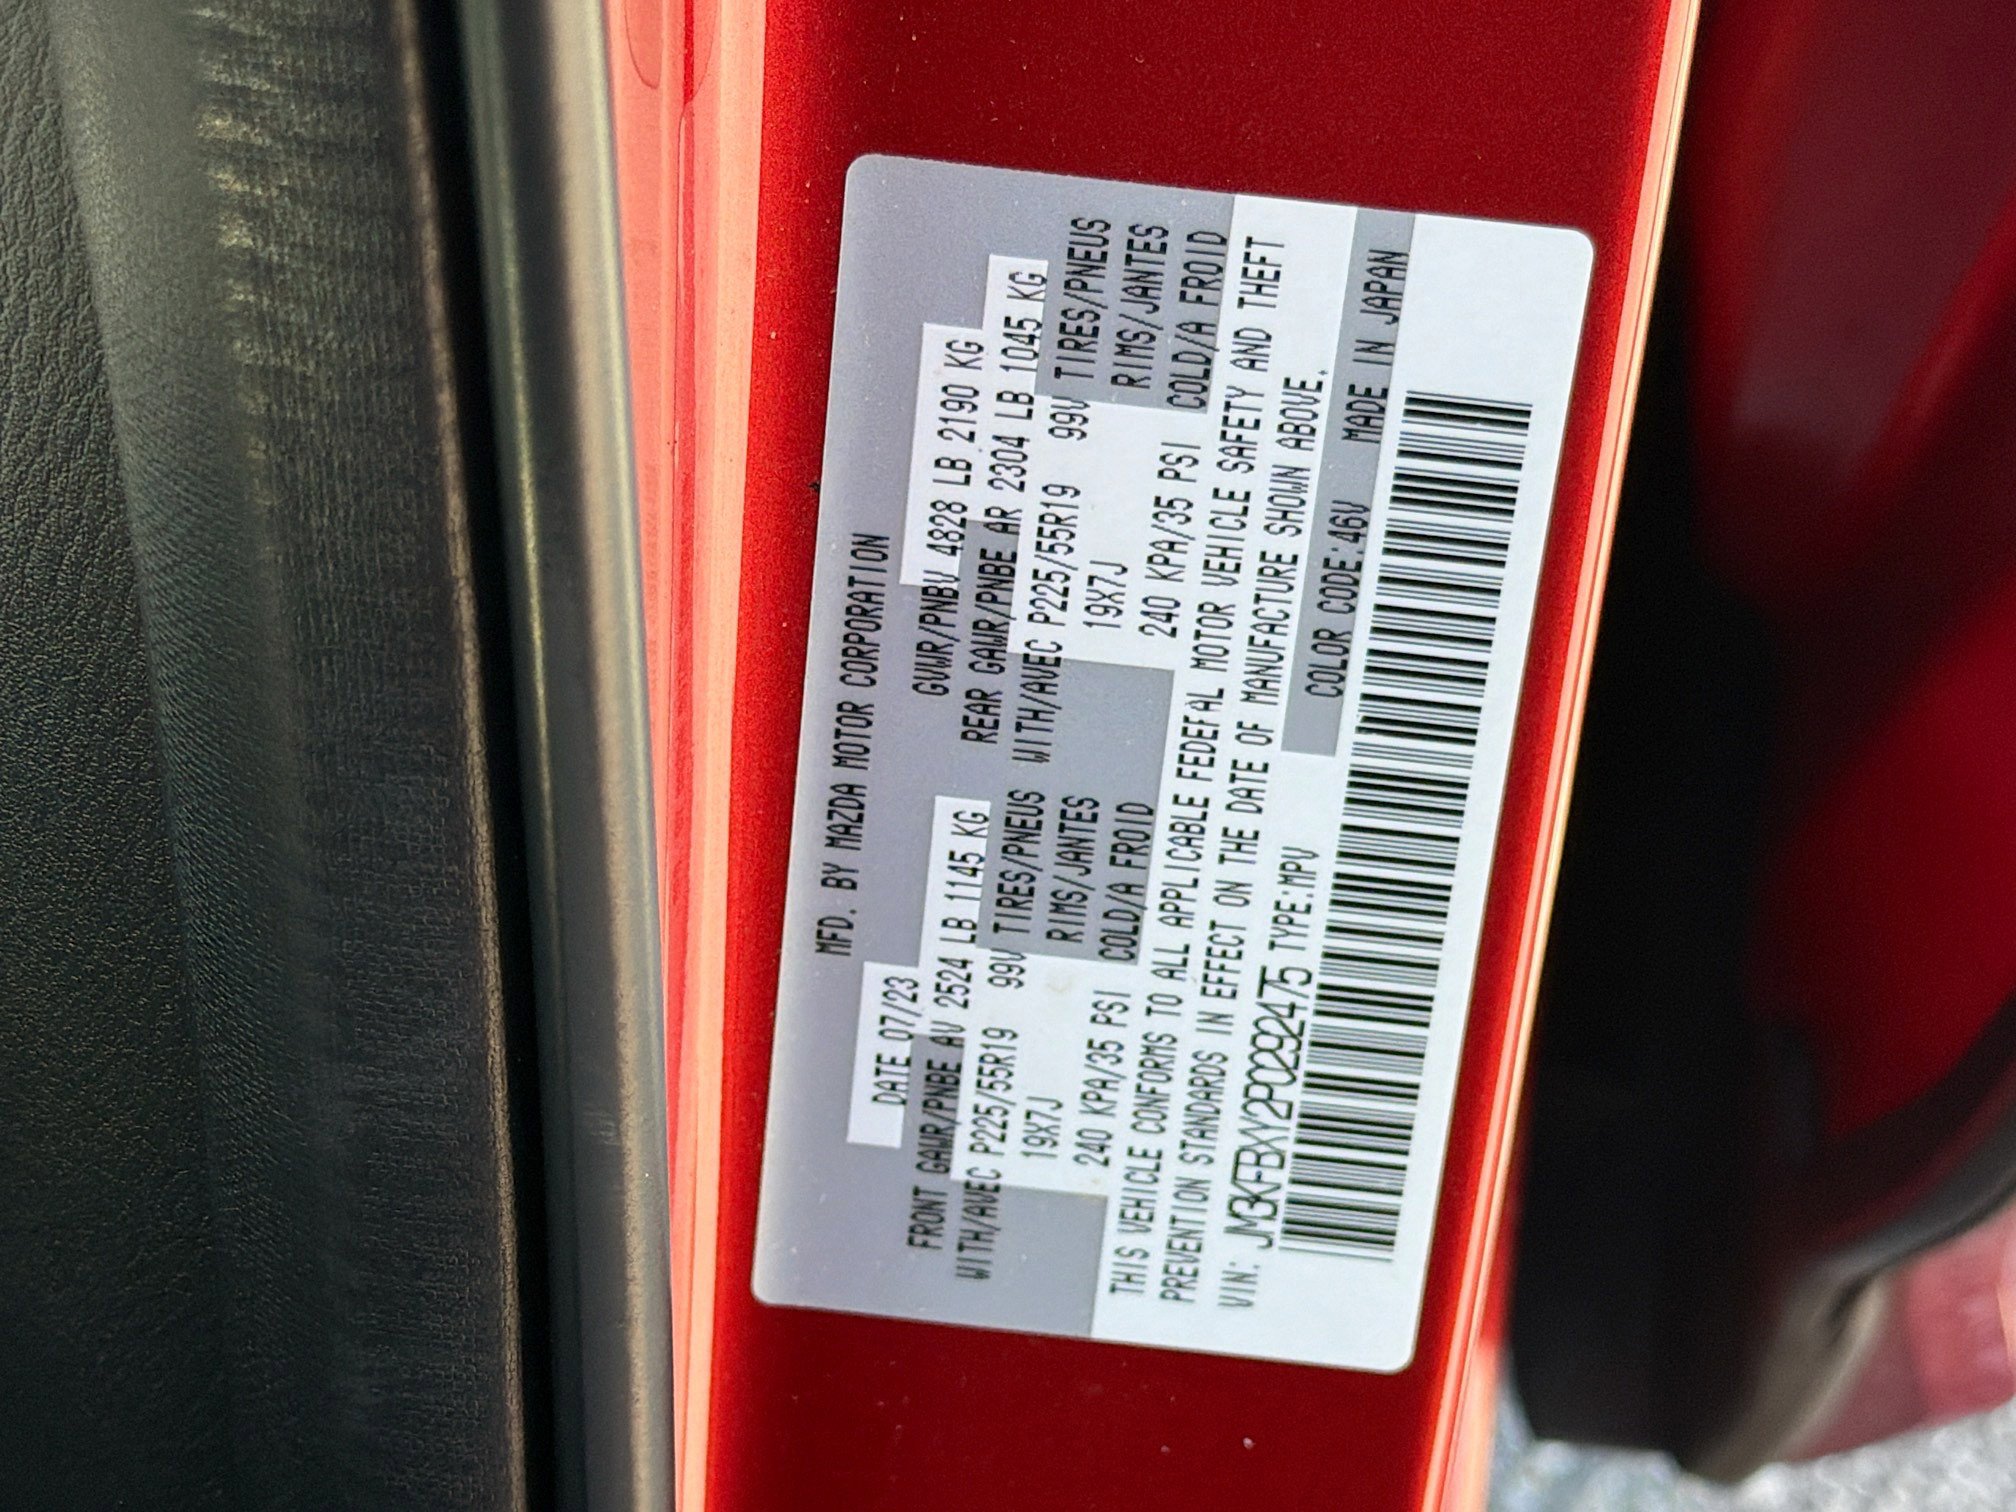 MFD. BY MAZDA MOTOR CORPORATION
DATE 07/23 GVWR/PNBV 4828 LB 2190 KG
FRONT GAWR/PNBE AV 2524 LB 1145 KG REAR GAWR/PNBE AR 2304 LB 1045 KG
WITH/AVEC P225/55R19 99V TIRES/PNEUS WITH/AVEC P225/55R19 99V TIRES/PNEUS
19X7J RIMS/JANTES 19X7J RIMS/JANTES
240 KPA/35 PSI COLD/A FROID 240 KPA/35 PSI COLD/A FROID
THIS VEHICLE CONFORMS TO ALL APPLICABLE FEDEFAL MOTOR VEHICLE SAFETY AND THEFT
PREVENTION STANDARDS IN EFFECT ON THE DATE OF MANUFACTURE SHOWN ABOVE.
VIN: JM3KFBXY2P0292475 TYPE:MPV COLOR CODE:46V MADE IN JAPAN